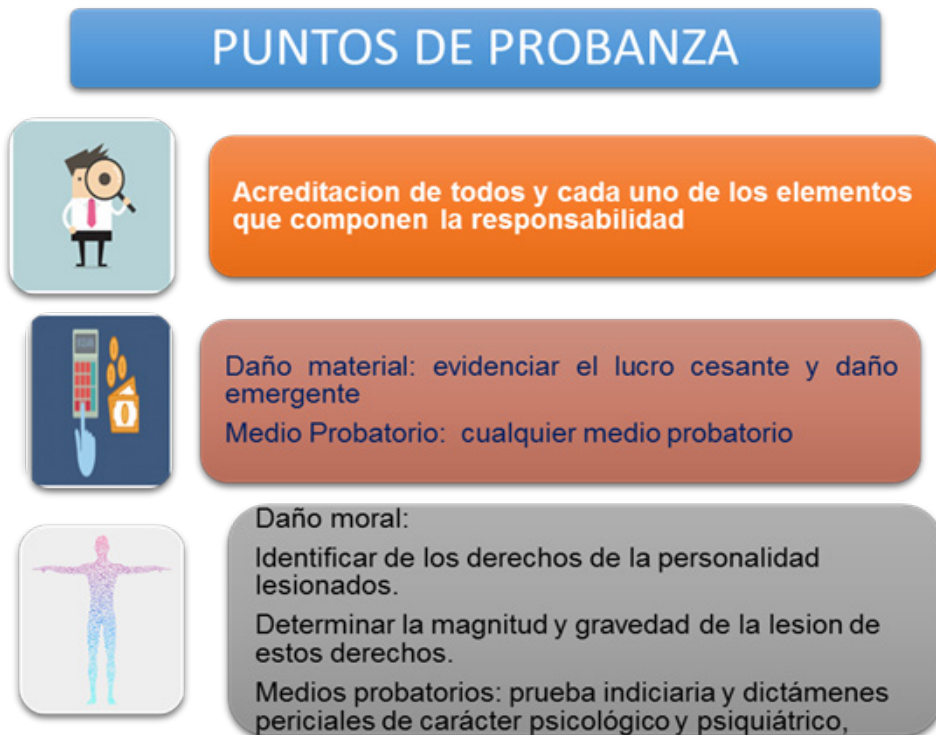 PUNTOS DE PROBANZA
Acreditacion de todos y cada uno de los elementos
que componen la responsabilidad
Daño material: evidenciar el lucro cesante y daño
emergente
Medio Probatorio: cualquier medio probatorio
Daño moral:
Identificar de los derechos de la personalidad
lesionados.
Determinar la magnitud y gravedad de la lesion de
estos derechos.
Medios probatorios: prueba indiciaria y dictámenes
periciales de carácter psicológico y psiquiátrico,